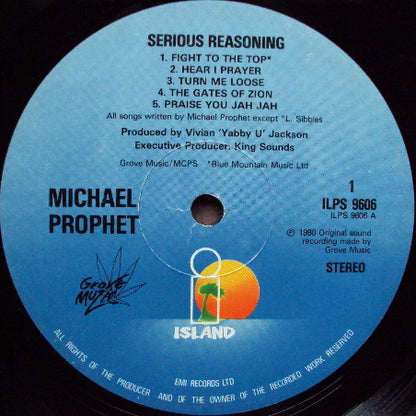 SERIOUS REASONING
1. FIGHT TO THE TOP*
2. HEAR I PRAYER
3. TURN ME LOOSE
4. THE GATES OF ZION
5. PRAISE YOU JAH JAH
All songs written by Michael Prophet except *L. Sibbles
Produced by Vivian 'Yabby U' Jackson
Executive Producer: King Sounds
Grove Music/MCPS *Blue Mountain Music Ltd
MICHAEL
PROPHET
1
ILPS 9606
ILPS 9606 A
℗ 1980 Original sound
recording made by
Grove Music
STEREO
Grove
Muzic
i
ISLAND
EMI RECORDS LTD
ALL RIGHTS OF THE PRODUCER AND OF THE OWNER OF THE RECORDED WORK RESERVED